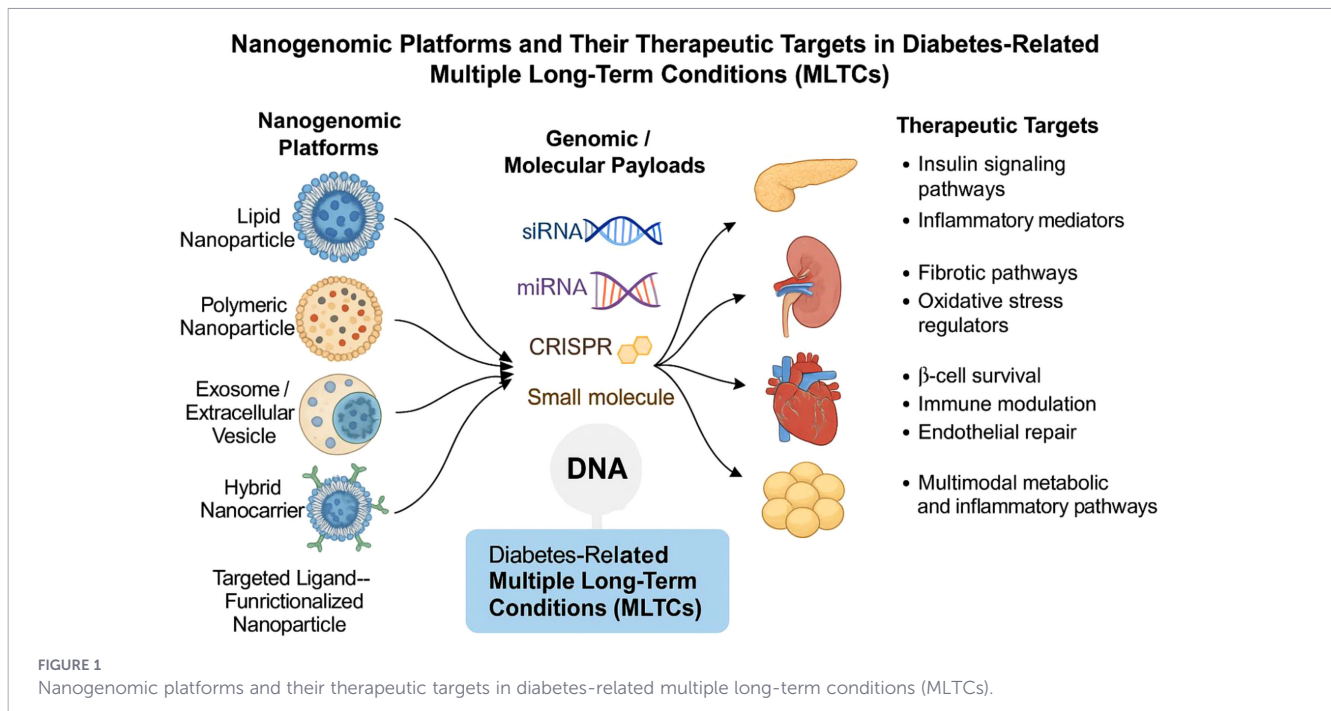 Nanogenomic Platforms and Their Therapeutic Targets in Diabetes-Related
Multiple Long-Term Conditions (MLTCs)
Nanogenomic
Platforms
Lipid
Nanoparticle
Polymeric
Nanoparticle
Exosome /
Extracellular
Vesicle
Hybrid
Nanocarrier
Targeted Ligand--
Funrictionalized
Nanoparticle
Genomic /
Molecular Payloads
siRNA
miRNA
CRISPR
Small molecule
DNA
Diabetes-Related
Multiple Long-Term
Conditions (MLTCs)
Therapeutic Targets
• Insulin signaling
pathways
• Inflammatory mediators
• Fibrotic pathways
• Oxidative stress
regulators
• β-cell survival
• Immune modulation
• Endothelial repair
• Multimodal metabolic
and inflammatory pathways
FIGURE 1
Nanogenomic platforms and their therapeutic targets in diabetes-related multiple long-term conditions (MLTCs).